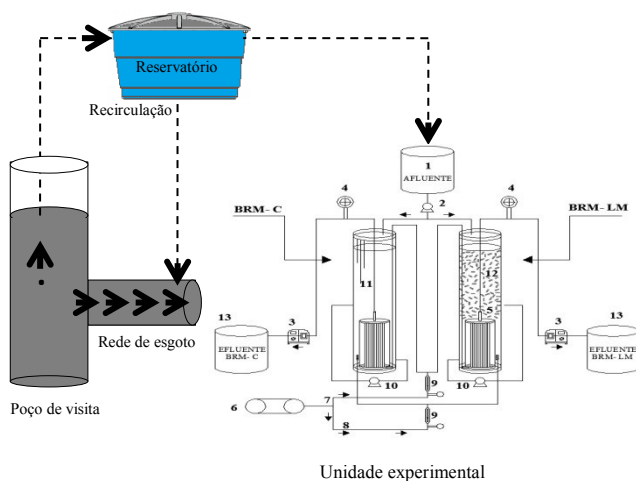 Reservatório
Recirculação
1
AFLUENTE
2
4
4
BRM- C
BRM- LM
11
12
5
13
3
3
13
EFLUENTE
BRM- C
EFLUENTE
BRM- LM
Rede de esgoto
Poço de visita
10
10
9
6
7
9
8
Unidade experimental